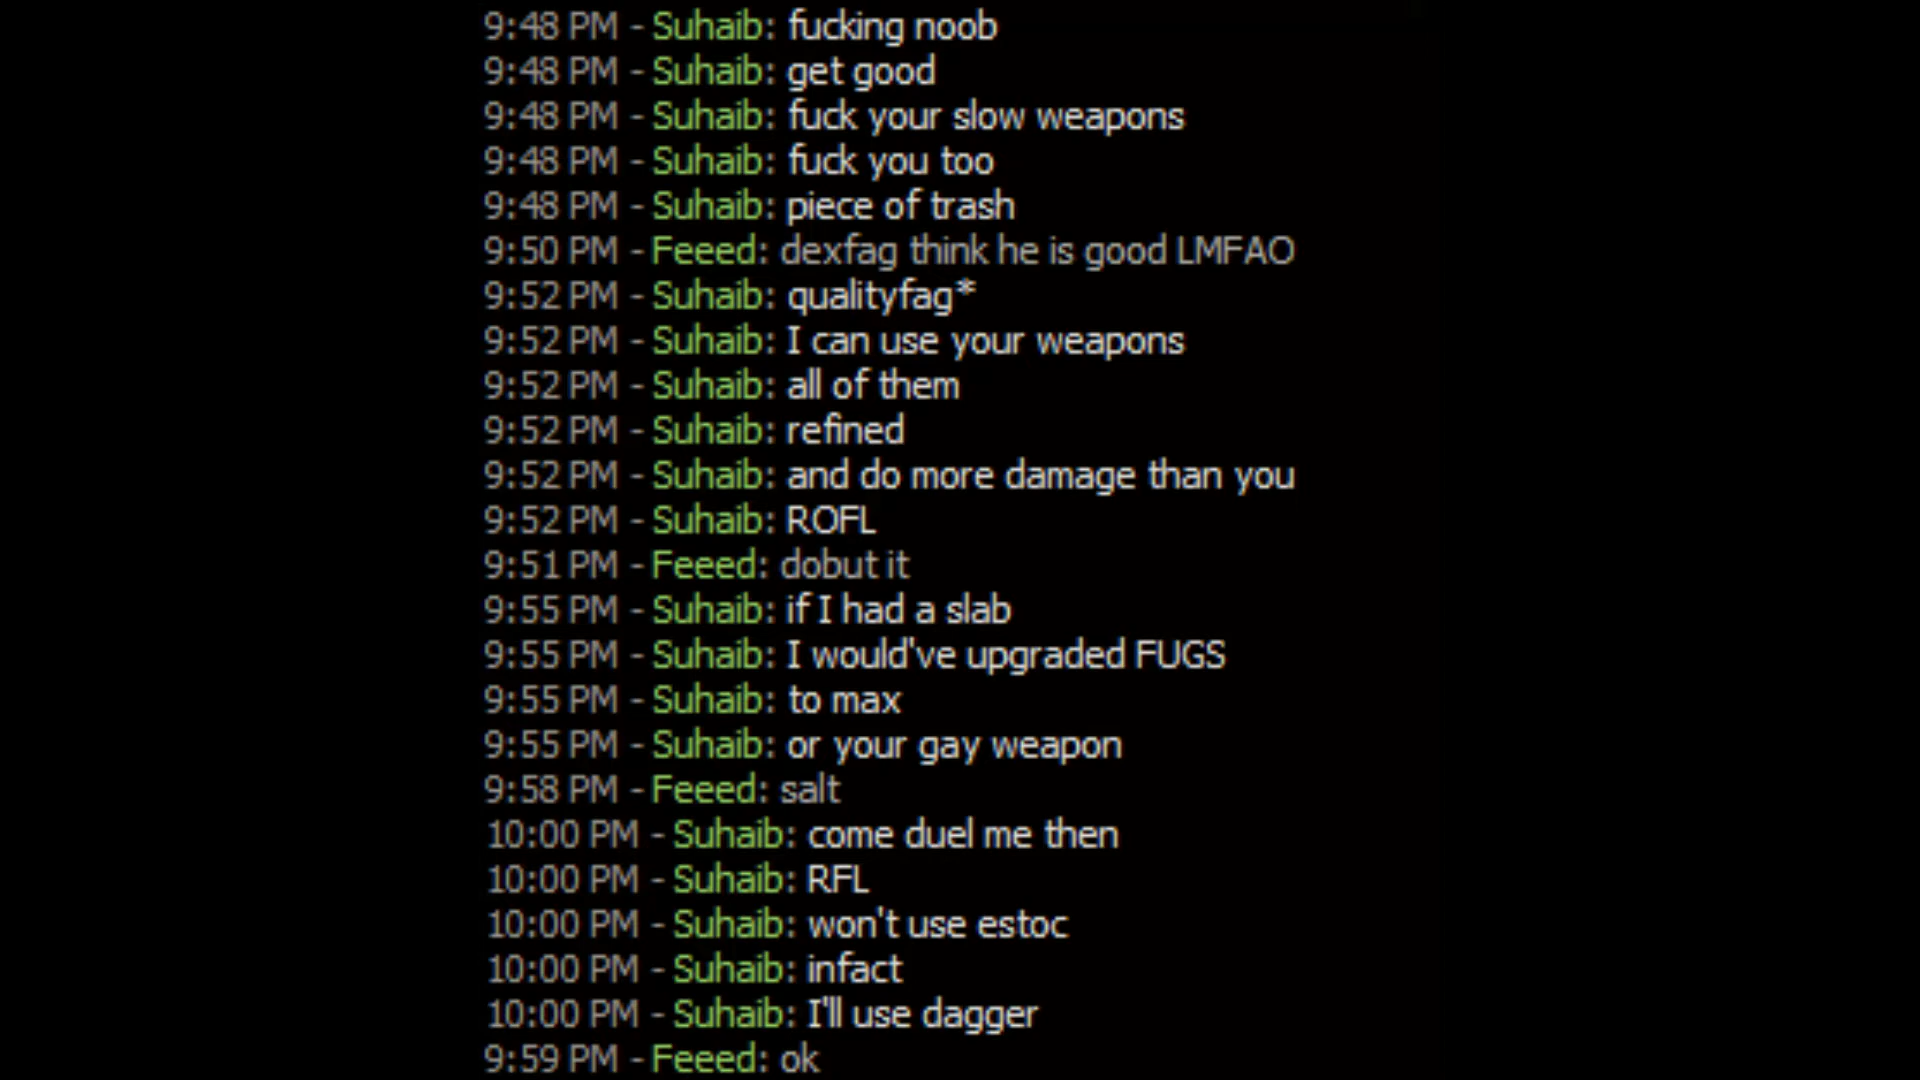 9:48 PM - Suhaib: fucking noob
9:48 PM - Suhaib: get good
9:48 PM - Suhaib: fuck your slow weapons
9:48 PM - Suhaib: fuck you too
9:48 PM - Suhaib: piece of trash
9:50 PM - Feeed: dexfag think he is good LMFAO
9:52 PM - Suhaib: qualityfag*
9:52 PM - Suhaib: I can use your weapons
9:52 PM - Suhaib: all of them
9:52 PM - Suhaib: refined
9:52 PM - Suhaib: and do more damage than you
9:52 PM - Suhaib: ROFL
9:51 PM - Feeed: dobut it
9:55 PM - Suhaib: if I had a slab
9:55 PM - Suhaib: I would've upgraded FUGS
9:55 PM - Suhaib: to max
9:55 PM - Suhaib: or your gay weapon
9:58 PM - Feeed: salt
10:00 PM - Suhaib: come duel me then
10:00 PM - Suhaib: RFL
10:00 PM - Suhaib: won't use estoc
10:00 PM - Suhaib: infact
10:00 PM - Suhaib: I'll use dagger
9:59 PM - Feeed: ok